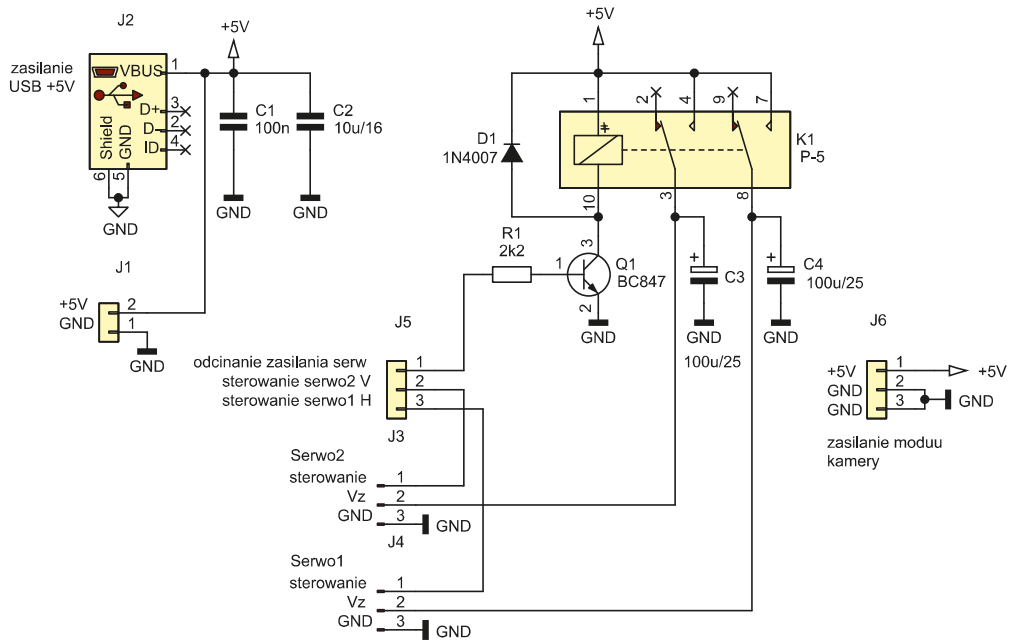 J2
zasilanie
USB +5V
VBUS
1
D+
3
D-
2
ID
4
Shield
GND
6
5
GND
+5V
C1
100n
C2
10u/16
GND
GND
J1
+5V
GND
2
1
GND
+5V
D1
1N4007
1
2
4
9
7
+
K1
P-5
10
3
8
GND
R1
2k2
1
3
2
Q1
BC847
GND
+
C3
GND
100u/25
+
C4
100u/25
GND
J5
odcinanie zasilania serw
1
sterowanie serwo2 V
2
sterowanie serwo1 H
3
J3
Serwo2
sterowanie
1
Vz
2
GND
3
GND
J4
Serwo1
sterowanie
1
Vz
2
GND
3
GND
J6
+5V
1
+5V
GND
2
GND
3
GND
zasilanie moduu
kamery